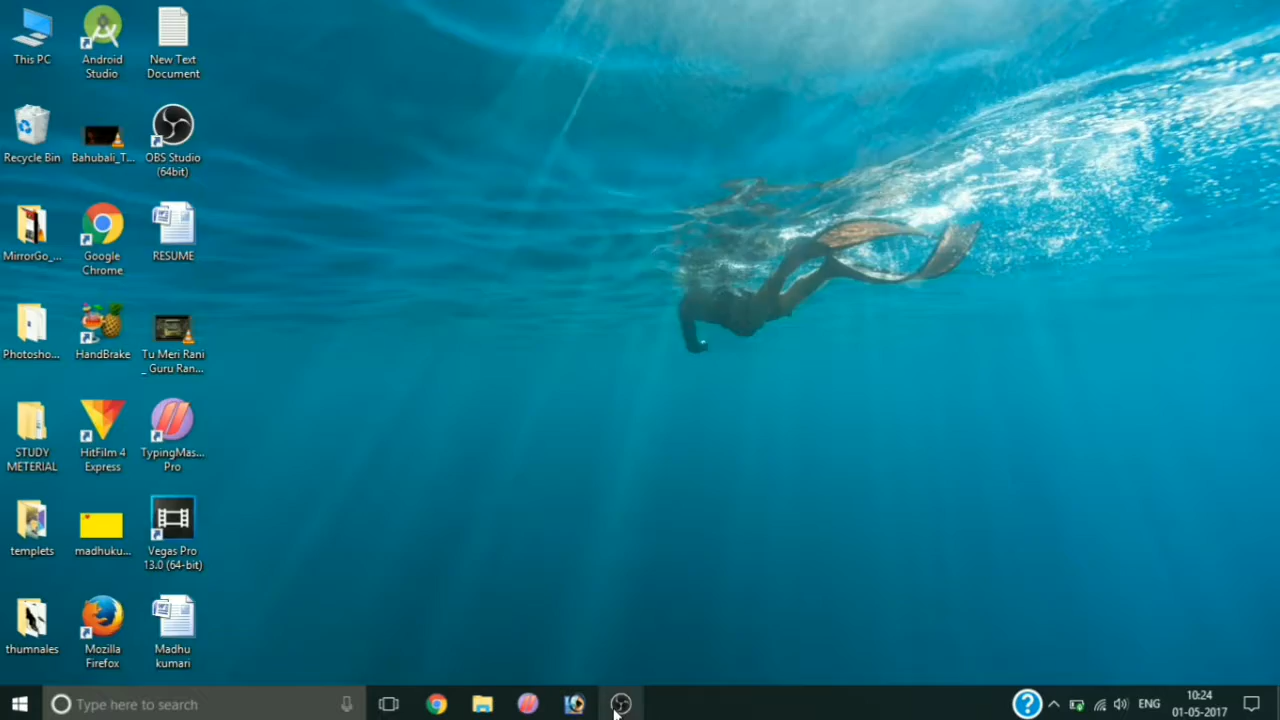 This PC
Android
Studio
New Text
Document
Recycle Bin
Bahubali_T...
OBS Studio
(64bit)
MirrorGo_...
Google
Chrome
RESUME
Photosho...
HandBrake
Tu Meri Rani
_ Guru Ran...
STUDY
METERIAL
HitFilm 4
Express
TypingMas...
Pro
templets
madhuku...
Vegas Pro
13.0 (64-bit)
thumnales
Mozilla
Firefox
Madhu
kumari
Type here to search
ENG
10:24
01-05-2017